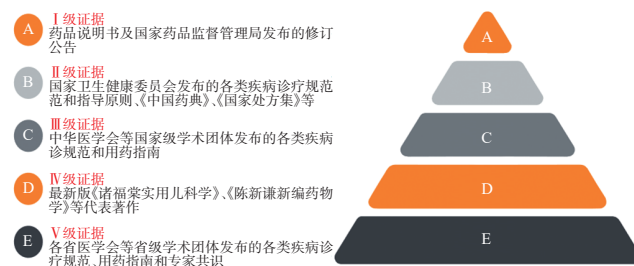 A
Ⅰ级证据
药品说明书及国家药品监督管理局发布的修订
公告
B
Ⅱ级证据
国家卫生健康委员会发布的各类疾病诊疗规范
范和指导原则、《中国药典》、《国家处方集》等
C
Ⅲ级证据
中华医学会等国家级学术团体发布的各类疾病
诊规范和用药指南
D
Ⅳ级证据
最新版《诸福棠实用儿科学》、《陈新谦新编药物
学》等代表著作
E
Ⅴ级证据
各省医学会等省级学术团体发布的各类疾病诊
疗规范、用药指南和专家共识
A
B
C
D
E